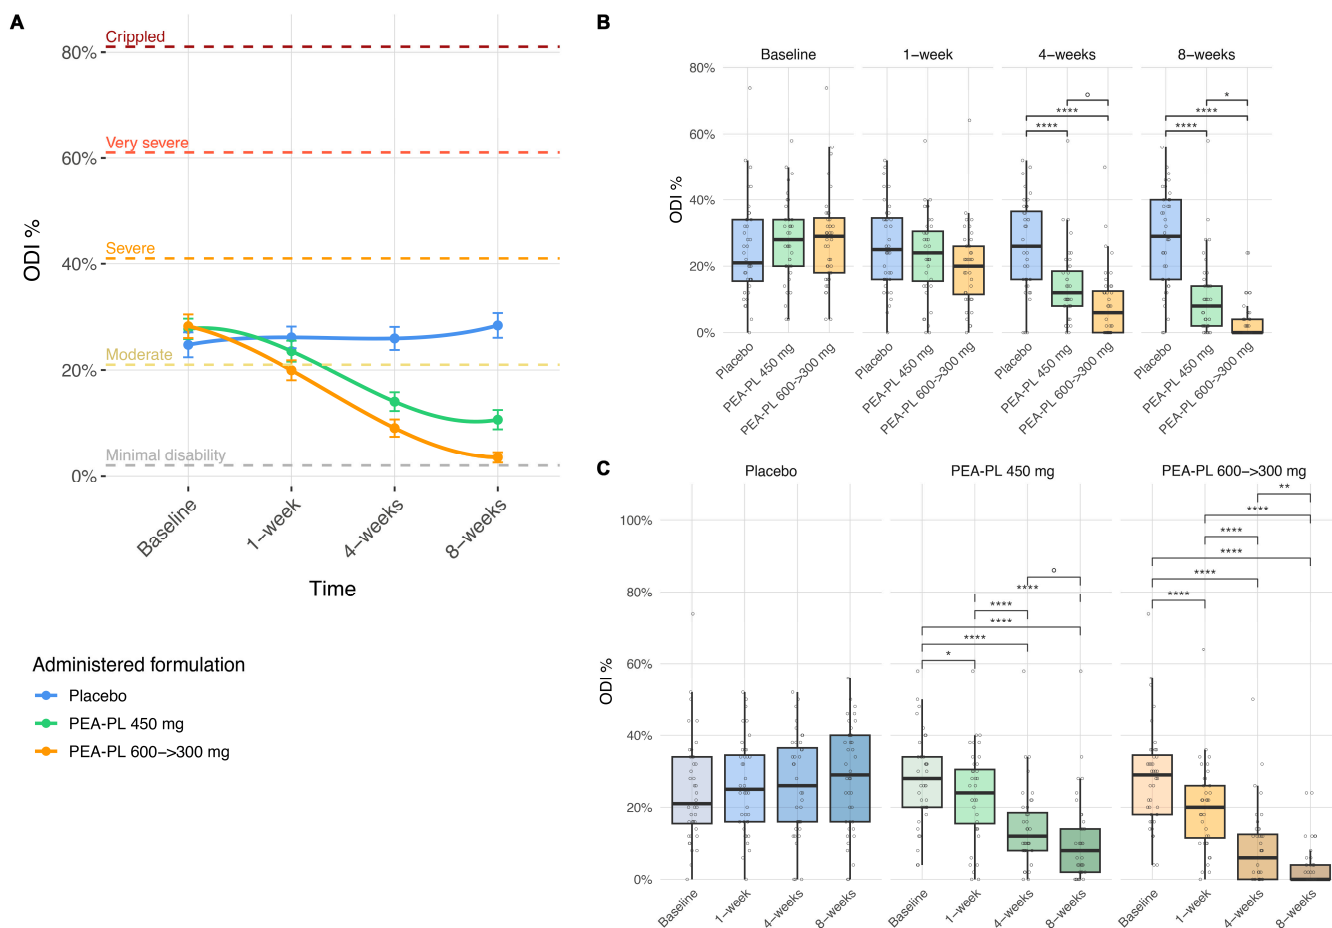 A
Crippled
80%
Very severe
60%
Severe
40%
Moderate
20%
Minimal disability
0%
ODI %
Baseline
1–week
4–weeks
8–weeks
Time
Administered formulation
Placebo
PEA-PL 450 mg
PEA-PL 600–>300 mg
B
Baseline
1–week
4–weeks
8–weeks
80%
60%
40%
20%
0%
ODI %
****
****
°
****
****
*
Placebo
PEA-PL 450 mg
PEA-PL 600->300 mg
Placebo
PEA-PL 450 mg
PEA-PL 600->300 mg
Placebo
PEA-PL 450 mg
PEA-PL 600->300 mg
Placebo
PEA-PL 450 mg
PEA-PL 600->300 mg
C
Placebo
PEA-PL 450 mg
PEA-PL 600–>300 mg
100%
80%
60%
40%
20%
0%
ODI %
°
****
****
****
****
*
**
****
****
****
****
****
Baseline
1–week
4–weeks
8–weeks
Baseline
1–week
4–weeks
8–weeks
Baseline
1–week
4–weeks
8–weeks